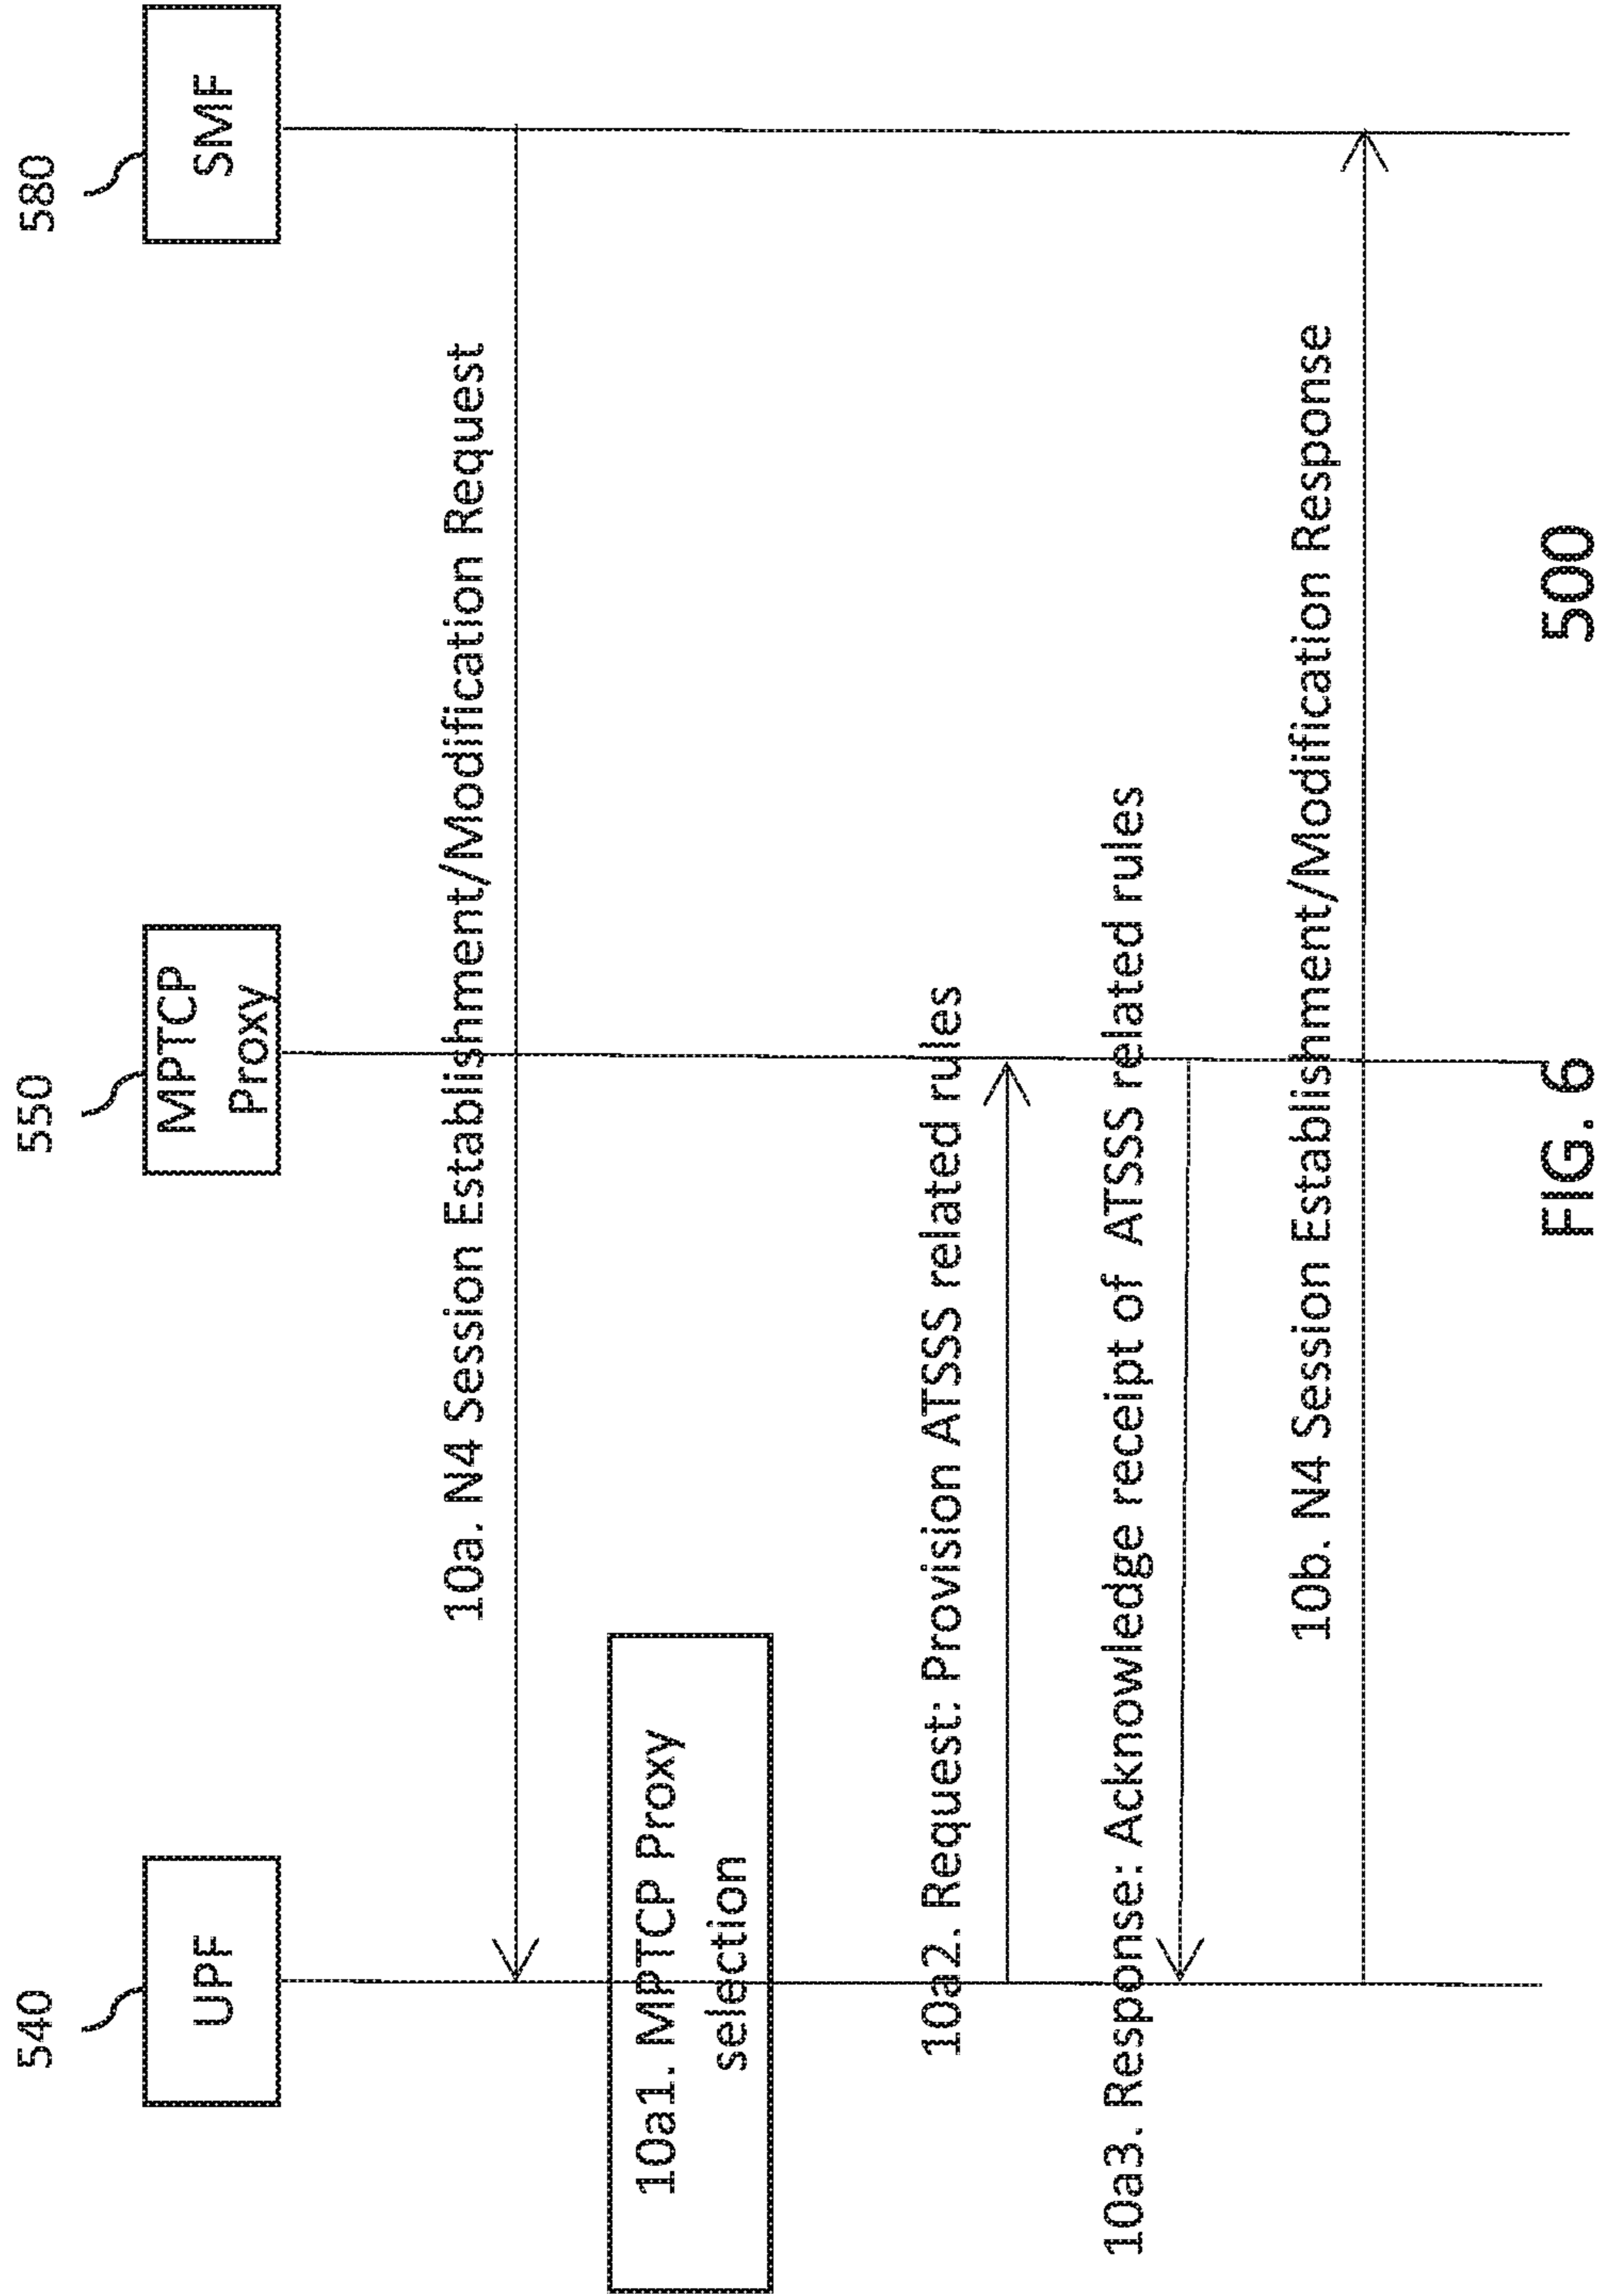 540
550
580
UPF
MPTCP
Proxy
SMF
10a. N4 Session Establishment/Modification Request
10a1. MPTCP Proxy
selection
10a2. Request: Provision ATSSS related rules
10a3. Response: Acknowledge receipt of ATSSS related rules
10b. N4 Session Establishment/Modification Response
FIG. 6
500